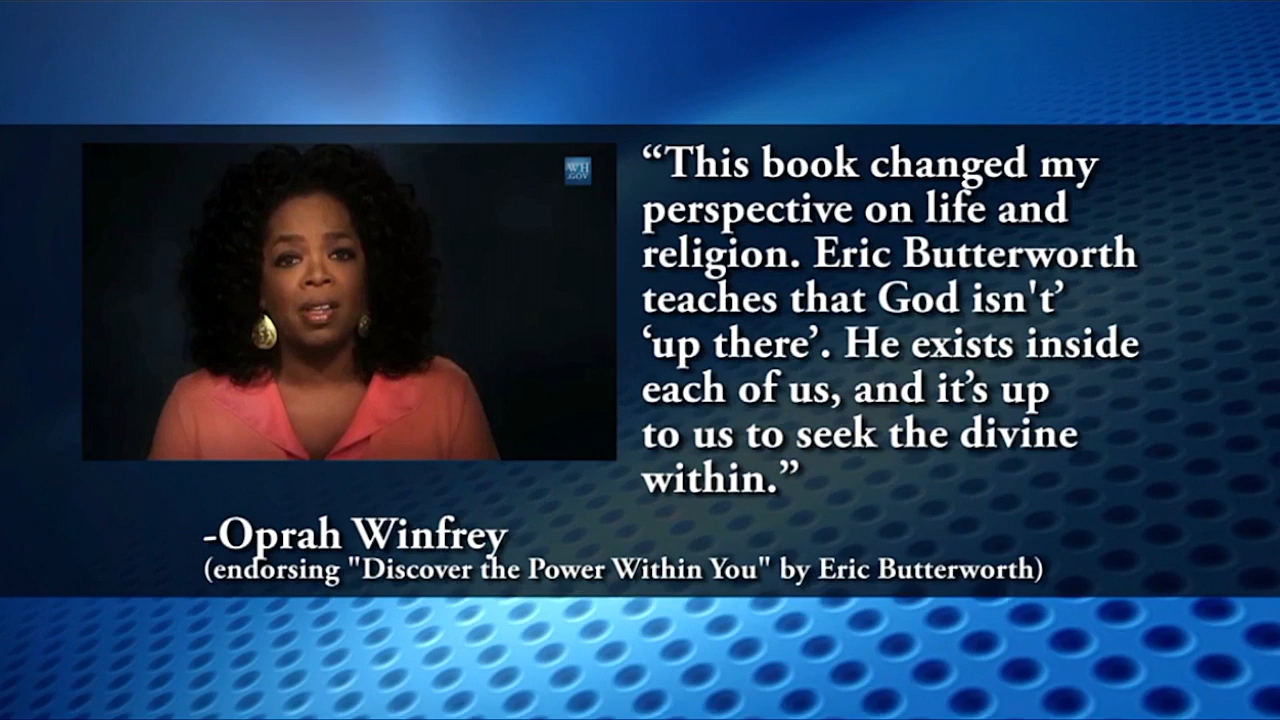 WH
.GOV
“This book changed my
perspective on life and
religion. Eric Butterworth
teaches that God isn't’
‘up there’. He exists inside
each of us, and it’s up
to us to seek the divine
within.”
-Oprah Winfrey
(endorsing "Discover the Power Within You" by Eric Butterworth)